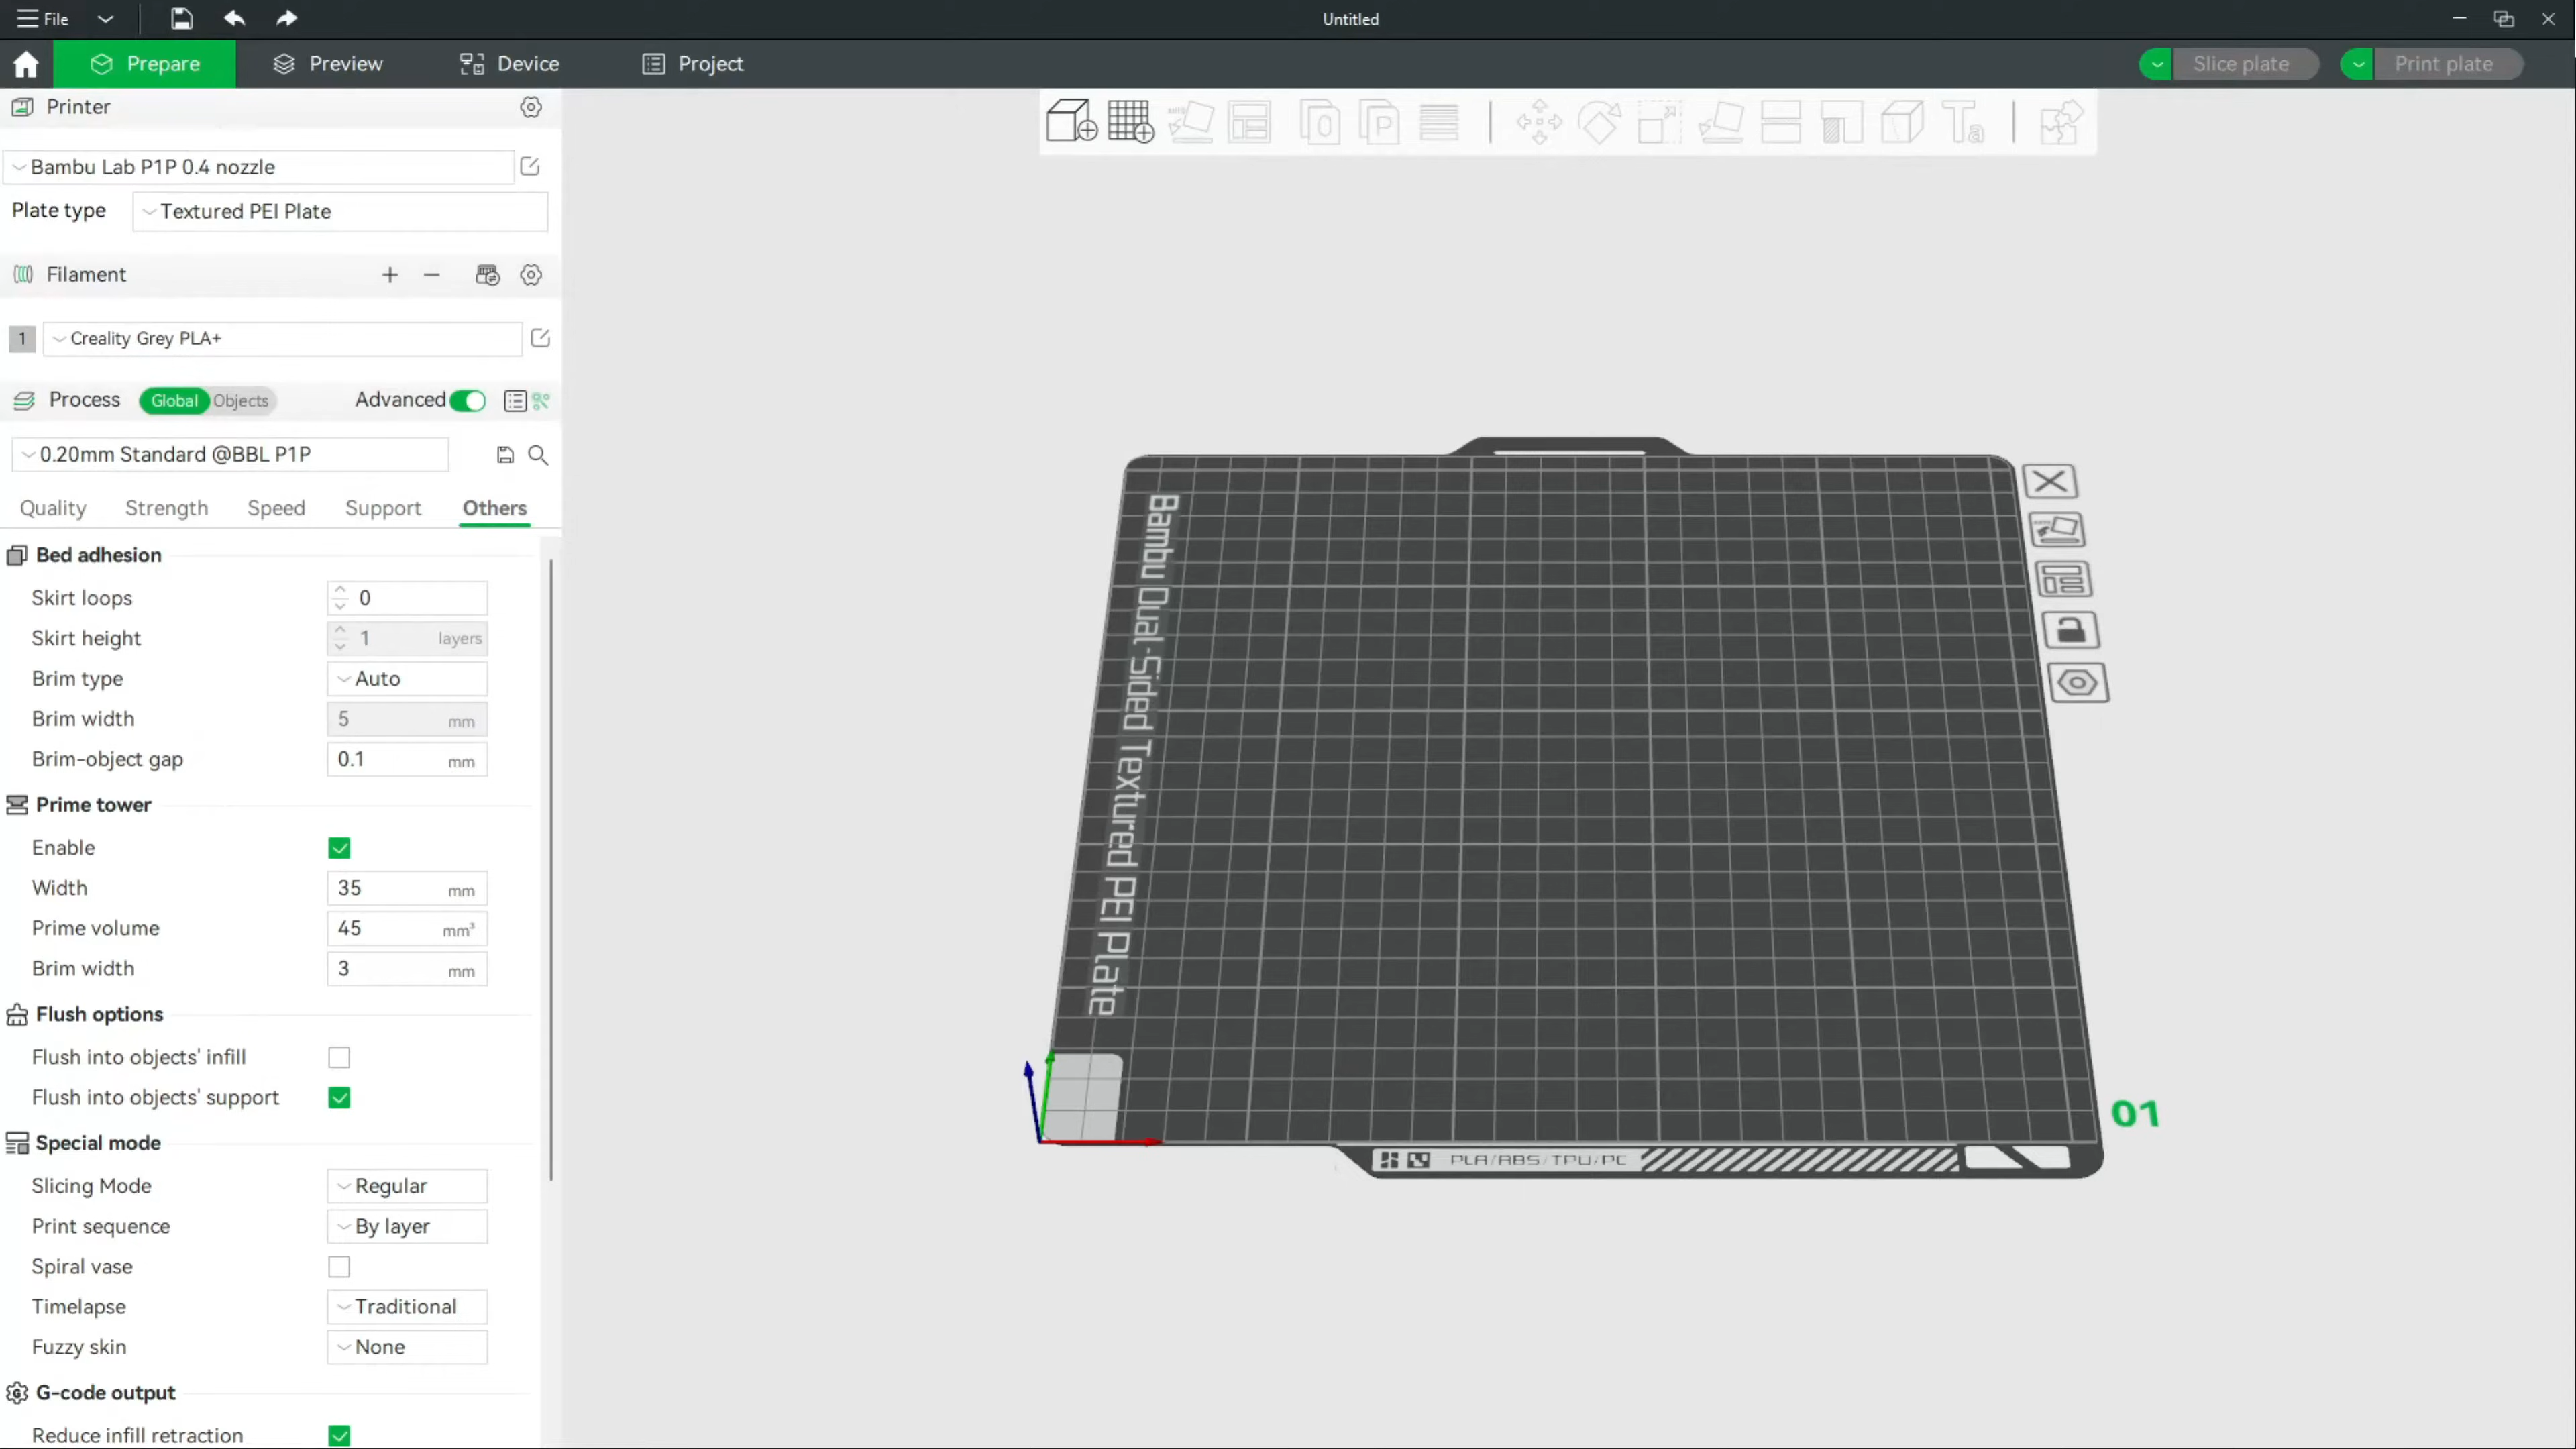 File
Untitled
Prepare
Preview
Device
Project
Slice plate
Print plate
Printer
Bambu Lab P1P 0.4 nozzle
Plate type
Textured PEI Plate
Filament
1
Creality Grey PLA+
Process
Global
Objects
Advanced
0.20mm Standard @BBL P1P
Quality
Strength
Speed
Support
Others
Bed adhesion
Skirt loops
0
Skirt height
1 layers
Brim type
Auto
Brim width
5 mm
Brim-object gap
0.1 mm
Prime tower
Enable
Width
35 mm
Prime volume
45 mm³
Brim width
3 mm
Flush options
Flush into objects' infill
Flush into objects' support
Special mode
Slicing Mode
Regular
Print sequence
By layer
Spiral vase
Timelapse
Traditional
Fuzzy skin
None
G-code output
Reduce infill retraction
Bambu Dual-Sided Textured PEI Plate
01
PLA/ABS/TPU/PC